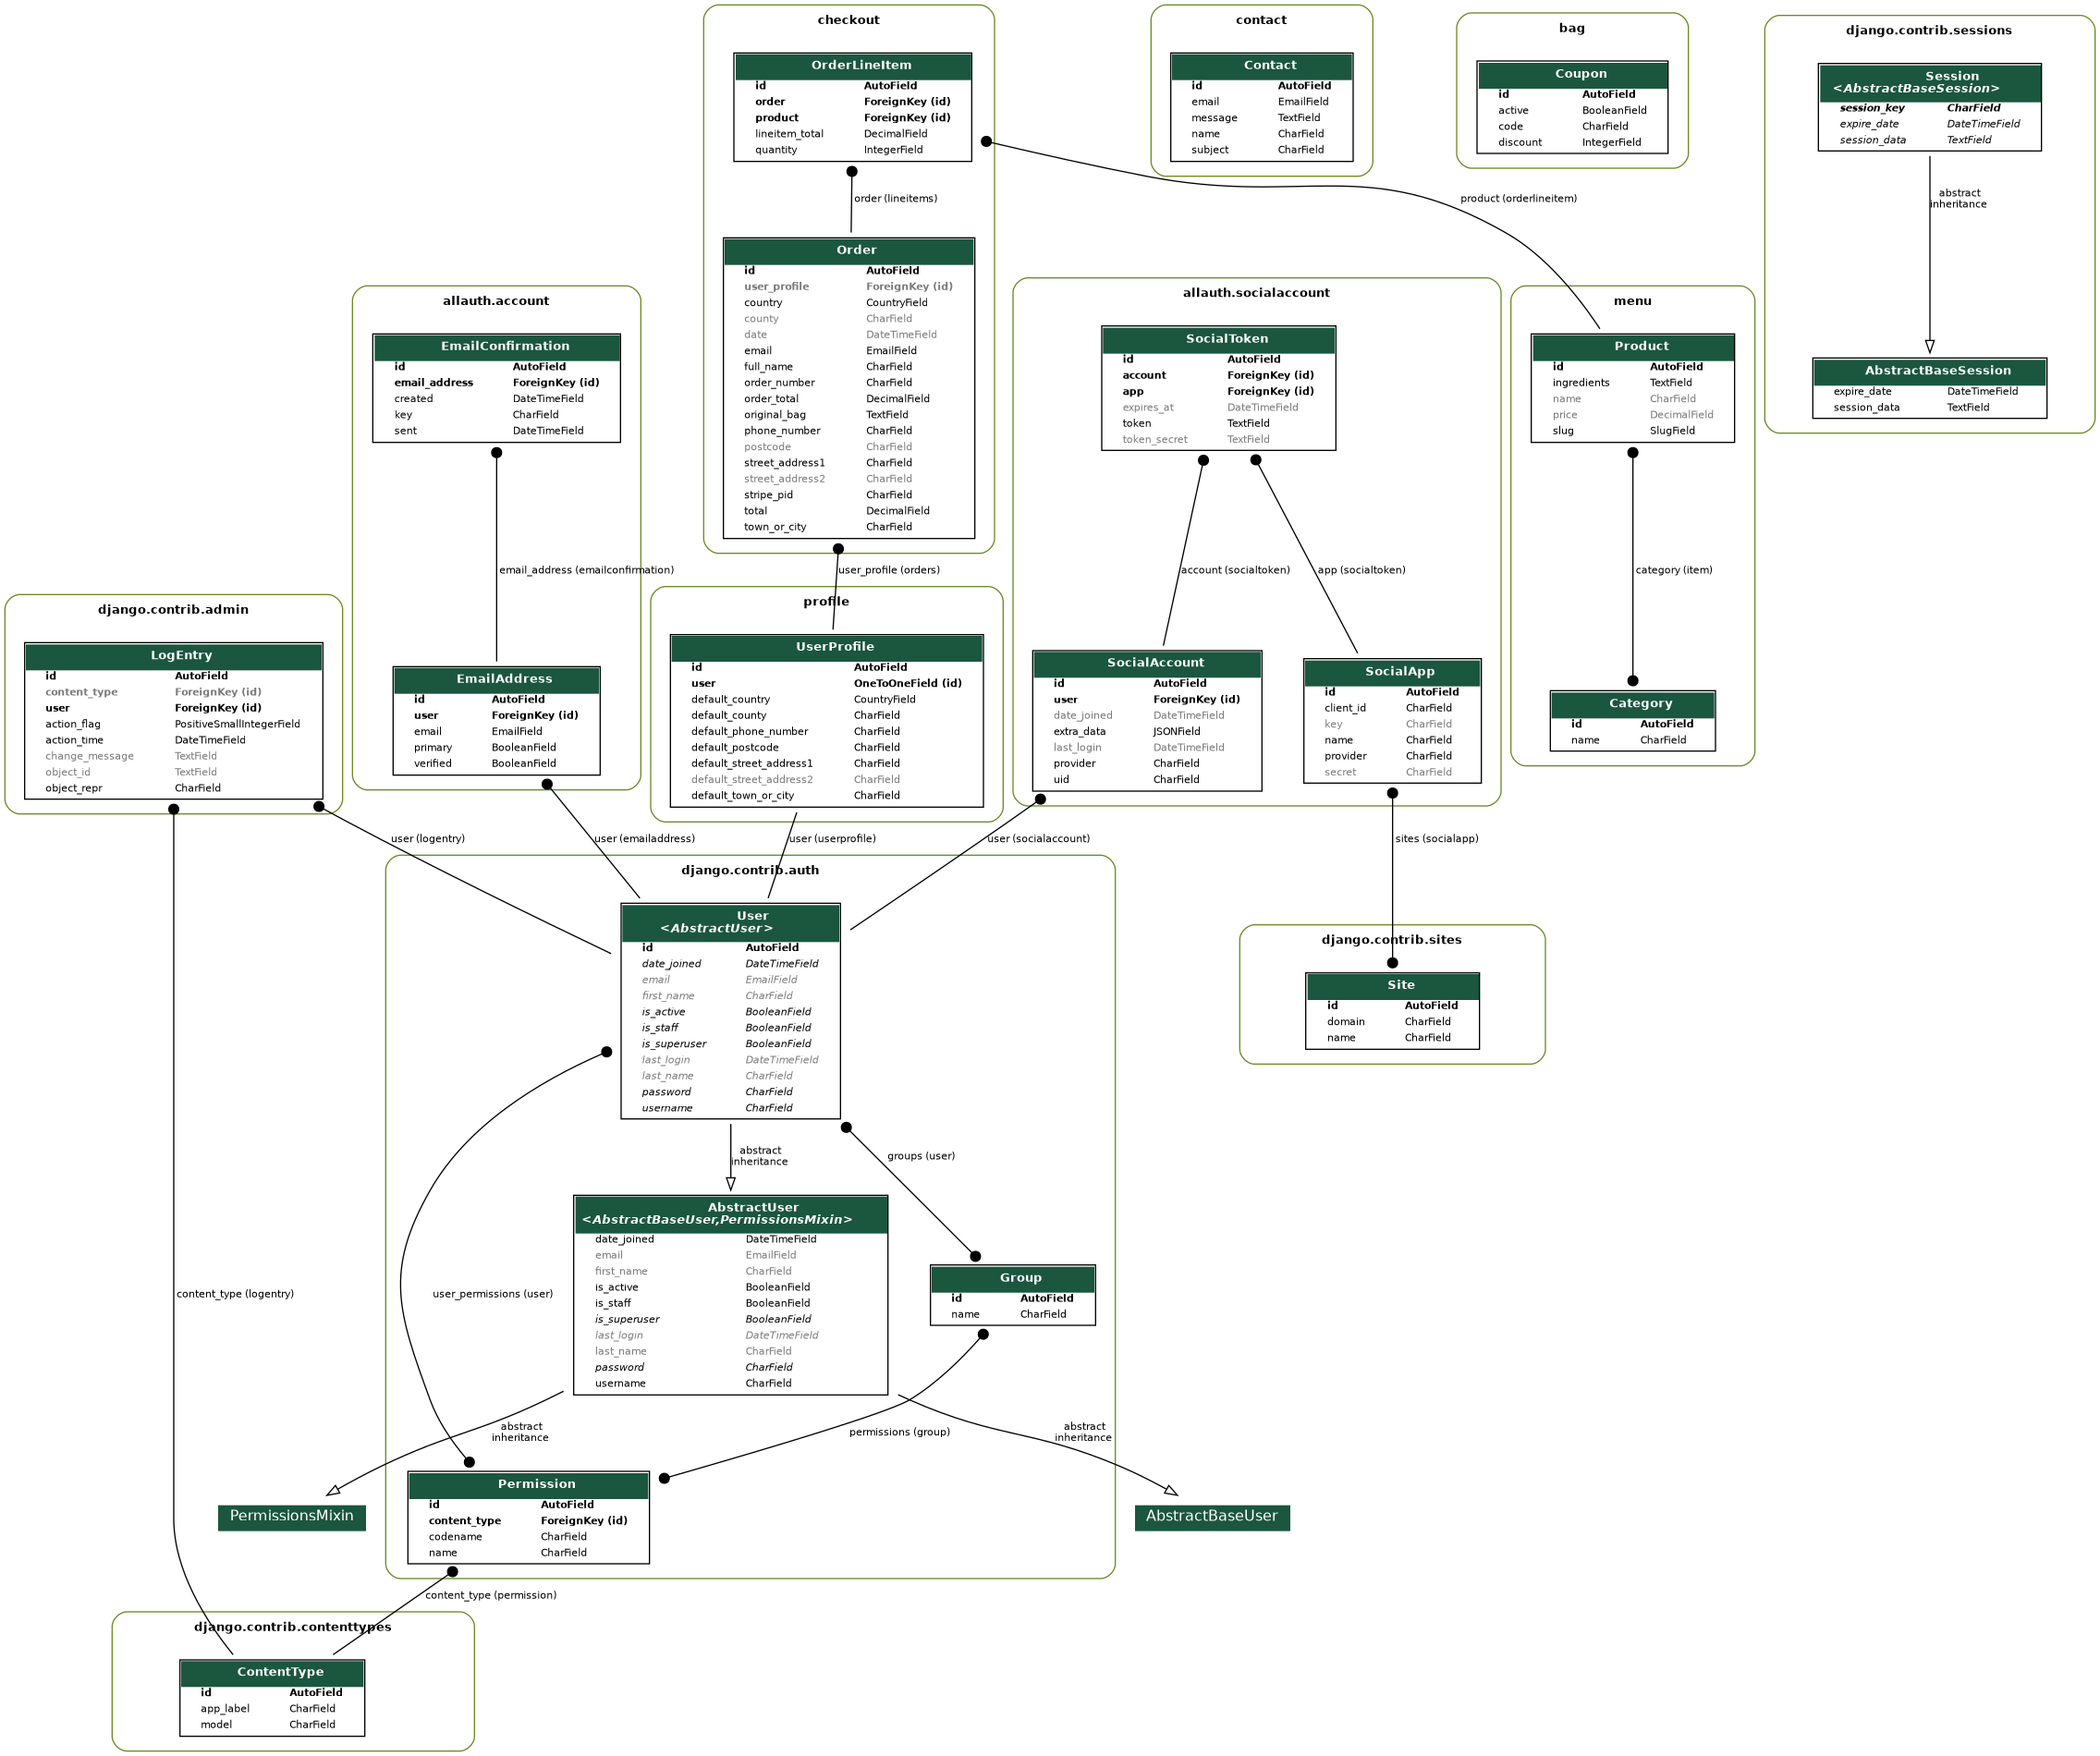 checkout
OrderLineItem
id AutoField
order ForeignKey (id)
product ForeignKey (id)
lineitem_total DecimalField
quantity IntegerField
order (lineitems)
Order
id AutoField
user_profile ForeignKey (id)
country CountryField
county CharField
date DateTimeField
email EmailField
full_name CharField
order_number CharField
order_total DecimalField
original_bag TextField
phone_number CharField
postcode CharField
street_address1 CharField
street_address2 CharField
stripe_pid CharField
total DecimalField
town_or_city CharField
contact
Contact
id AutoField
email EmailField
message TextField
name CharField
subject CharField
bag
Coupon
id AutoField
active BooleanField
code CharField
discount IntegerField
django.contrib.sessions
Session
<AbstractBaseSession>
session_key CharField
expire_date DateTimeField
session_data TextField
abstract
inheritance
AbstractBaseSession
expire_date DateTimeField
session_data TextField
product (orderlineitem)
allauth.account
EmailConfirmation
id AutoField
email_address ForeignKey (id)
created DateTimeField
key CharField
sent DateTimeField
email_address (emailconfirmation)
EmailAddress
id AutoField
user ForeignKey (id)
email EmailField
primary BooleanField
verified BooleanField
allauth.socialaccount
SocialToken
id AutoField
account ForeignKey (id)
app ForeignKey (id)
expires_at DateTimeField
token TextField
token_secret TextField
account (socialtoken)
app (socialtoken)
SocialAccount
id AutoField
user ForeignKey (id)
date_joined DateTimeField
extra_data JSONField
last_login DateTimeField
provider CharField
uid CharField
SocialApp
id AutoField
client_id CharField
key CharField
name CharField
provider CharField
secret CharField
menu
Product
id AutoField
ingredients TextField
name CharField
price DecimalField
slug SlugField
category (item)
Category
id AutoField
name CharField
user_profile (orders)
profile
UserProfile
id AutoField
user OneToOneField (id)
default_country CountryField
default_county CharField
default_phone_number CharField
default_postcode CharField
default_street_address1 CharField
default_street_address2 CharField
default_town_or_city CharField
django.contrib.admin
LogEntry
id AutoField
content_type ForeignKey (id)
user ForeignKey (id)
action_flag PositiveSmallIntegerField
action_time DateTimeField
change_message TextField
object_id TextField
object_repr CharField
user (logentry)
user (emailaddress)
user (userprofile)
user (socialaccount)
sites (socialapp)
django.contrib.auth
User
<AbstractUser>
id AutoField
date_joined DateTimeField
email EmailField
first_name CharField
is_active BooleanField
is_staff BooleanField
is_superuser BooleanField
last_login DateTimeField
last_name CharField
password CharField
username CharField
django.contrib.sites
Site
id AutoField
domain CharField
name CharField
abstract
inheritance
groups (user)
AbstractUser
<AbstractBaseUser,PermissionsMixin>
date_joined DateTimeField
email EmailField
first_name CharField
is_active BooleanField
is_staff BooleanField
is_superuser BooleanField
last_login DateTimeField
last_name CharField
password CharField
username CharField
Group
id AutoField
name CharField
content_type (logentry)
user_permissions (user)
abstract
inheritance
permissions (group)
abstract
inheritance
PermissionsMixin
Permission
id AutoField
content_type ForeignKey (id)
codename CharField
name CharField
AbstractBaseUser
content_type (permission)
django.contrib.contenttypes
ContentType
id AutoField
app_label CharField
model CharField